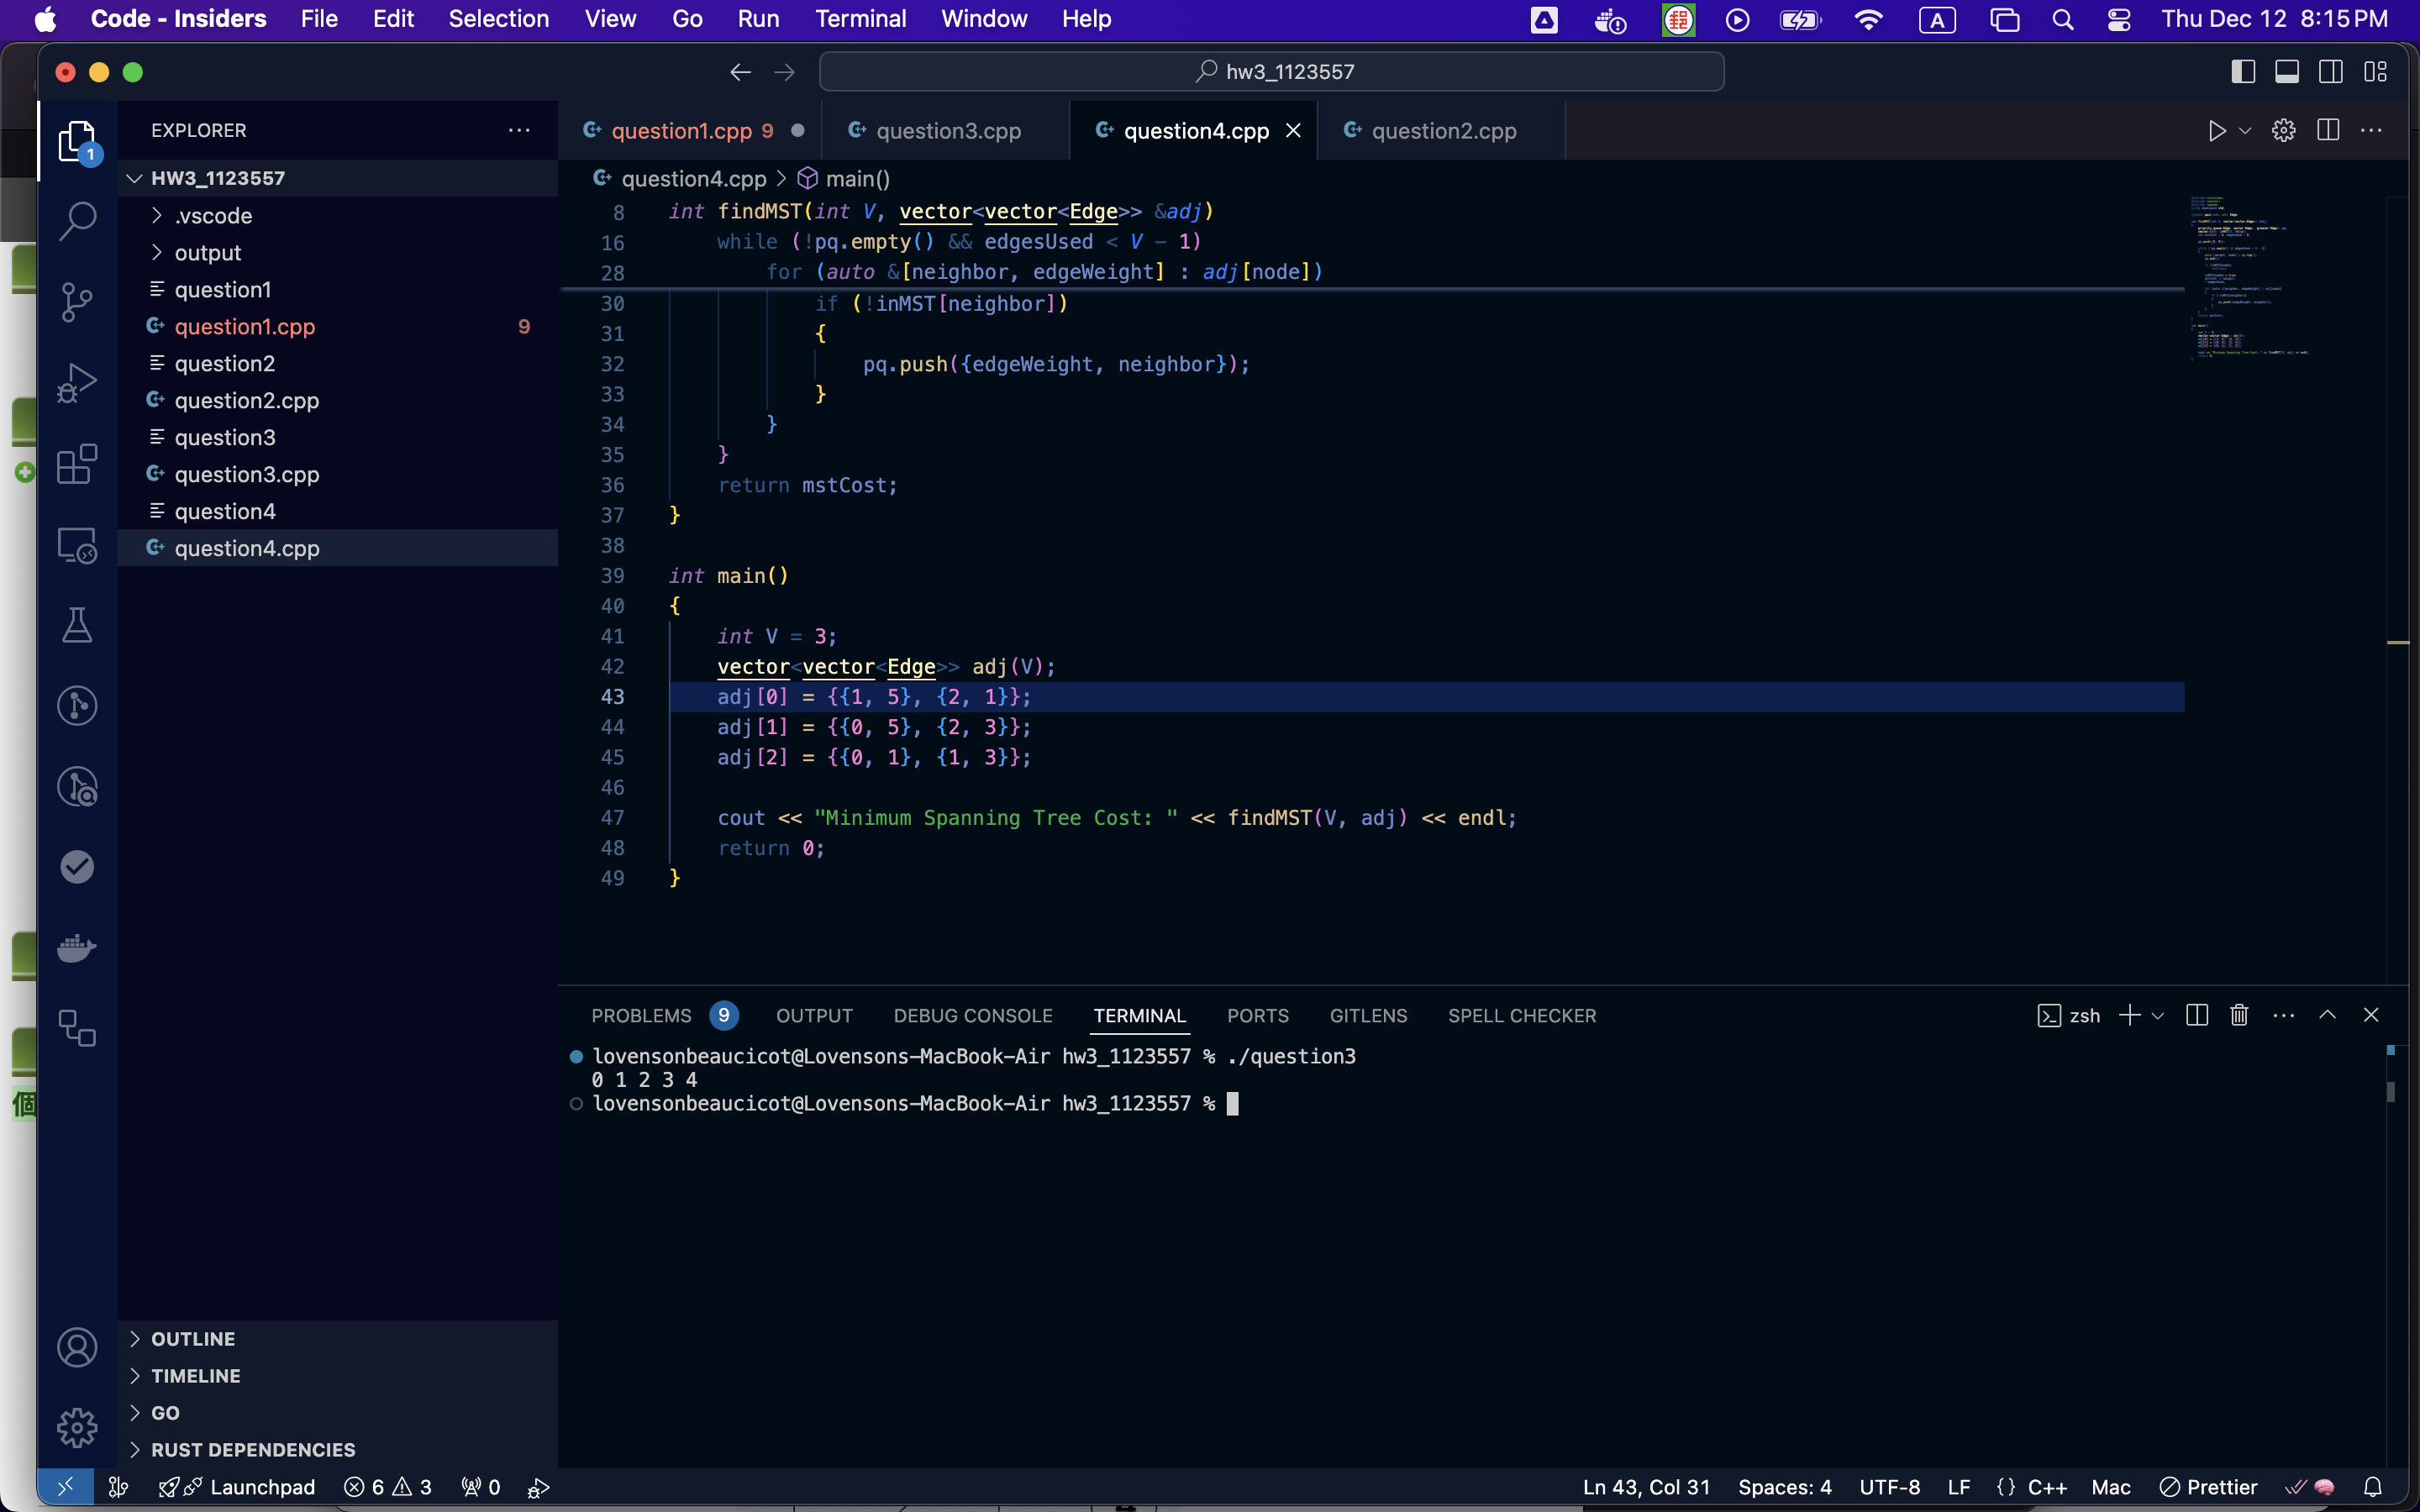 Code - Insiders File Edit Selection View Go Run Terminal Window Help A Thu Dec 12 8:15 PM
hw3_1123557
EXPLORER
1
HW3_1123557
.vscode
output
question1
question1.cpp 9
question2
question2.cpp
question3
question3.cpp
question4
question4.cpp
OUTLINE
TIMELINE
GO
RUST DEPENDENCIES
question1.cpp 9 question3.cpp question4.cpp question2.cpp
question4.cpp > main()
8 int findMST(int V, vector<vector<Edge>> &adj)
16 while (!pq.empty() && edgesUsed < V - 1)
28 for (auto &[neighbor, edgeWeight] : adj[node])
30 if (!inMST[neighbor])
31 {
32 pq.push({edgeWeight, neighbor});
33 }
34 }
35 }
36 return mstCost;
37 }
38
39 int main()
40 {
41 int V = 3;
42 vector<vector<Edge>> adj(V);
43 adj[0] = {{1, 5}, {2, 1}};
44 adj[1] = {{0, 5}, {2, 3}};
45 adj[2] = {{0, 1}, {1, 3}};
46
47 cout << "Minimum Spanning Tree Cost: " << findMST(V, adj) << endl;
48 return 0;
49 }
PROBLEMS 9 OUTPUT DEBUG CONSOLE TERMINAL PORTS GITLENS SPELL CHECKER zsh
lovensonbeaucicot@Lovensons-MacBook-Air hw3_1123557 % ./question3
0 1 2 3 4
lovensonbeaucicot@Lovensons-MacBook-Air hw3_1123557 %
個
Launchpad 6 3 0 Ln 43, Col 31 Spaces: 4 UTF-8 LF {} C++ Mac Prettier